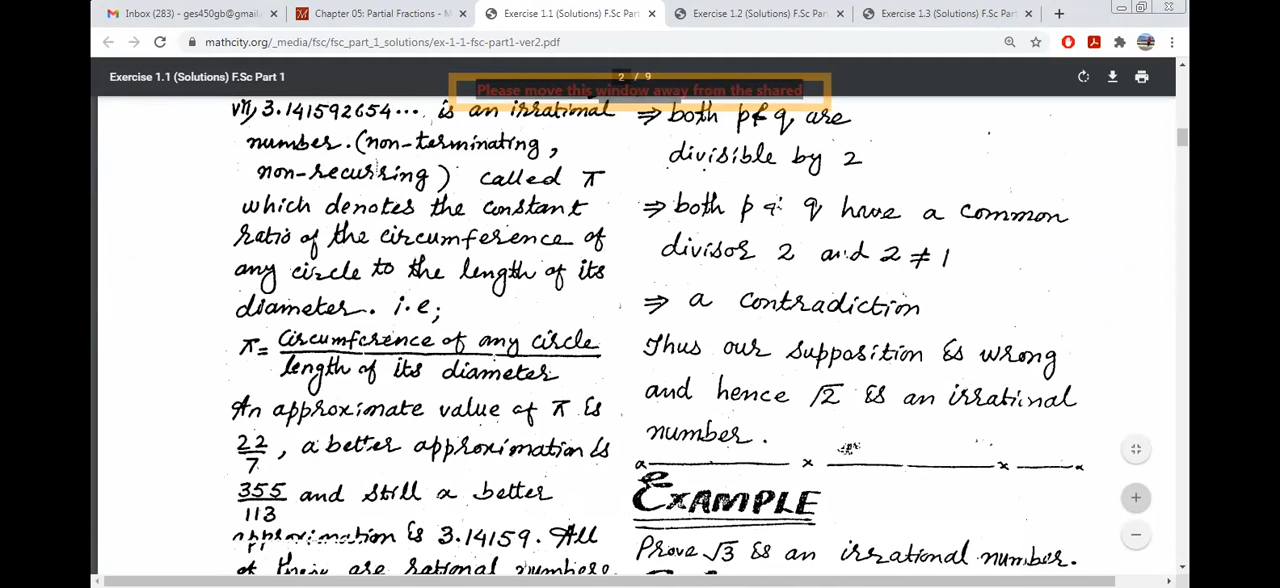 Inbox (283) - ges450gb@gmail.
Chapter 05: Partial Fractions - M
Exercise 1.1 (Solutions) F.Sc Part
Exercise 1.2 (Solutions) F.Sc Part
Exercise 1.3 (Solutions) F.Sc Part
mathcity.org/_media/fsc/fsc_part_1_solutions/ex-1-1-fsc-part1-ver2.pdf
Exercise 1.1 (Solutions) F.Sc Part 1
2 / 9
Please move this window away from the shared
vii) 3.141592654... is an irrational
number. (non-terminating,
non-recurring) called π
which denotes the constant
ratio of the circumference of
any circle to the length of its
diameter. i.e;
π = Circumference of any circle
length of its diameter
An approximate value of π is
22/7, a better approximation is
355/113 and still a better
approximation is 3.14159. All
of these are rational numbers
⇒ both p & q are
divisible by 2
⇒ both p & q have a common
divisor 2 and 2 ≠ 1
⇒ a contradiction
Thus our supposition is wrong
and hence √2 is an irrational
number.
EXAMPLE
Prove √3 is an irrational number.